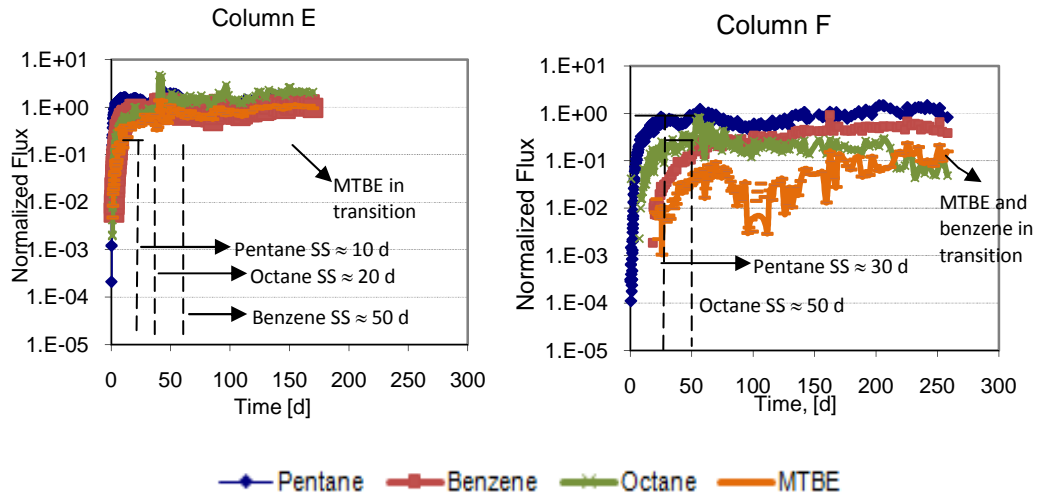 Column E
Normalized Flux
1.E+01
1.E+00
1.E-01
1.E-02
1.E-03
1.E-04
1.E-05
0 50 100 150 200 250 300
Time [d]
MTBE in
transition
Pentane SS ≈ 10 d
Octane SS ≈ 20 d
Benzene SS ≈ 50 d
Column F
Normalized Flux
1.E+01
1.E+00
1.E-01
1.E-02
1.E-03
1.E-04
1.E-05
0 50 100 150 200 250 300
Time, [d]
MTBE and
benzene in
transition
Pentane SS ≈ 30 d
Octane SS ≈ 50 d
Pentane Benzene Octane MTBE